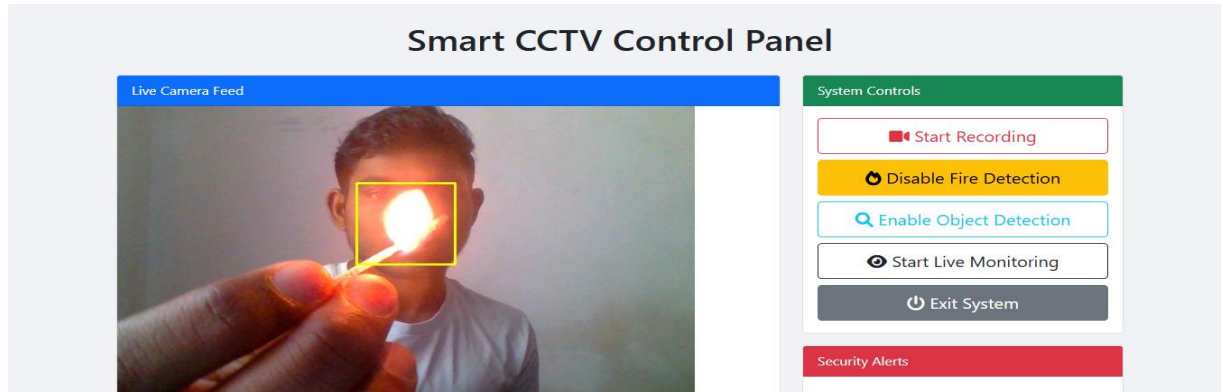 Smart CCTV Control Panel
Live Camera Feed
System Controls
Start Recording
Disable Fire Detection
Enable Object Detection
Start Live Monitoring
Exit System
Security Alerts